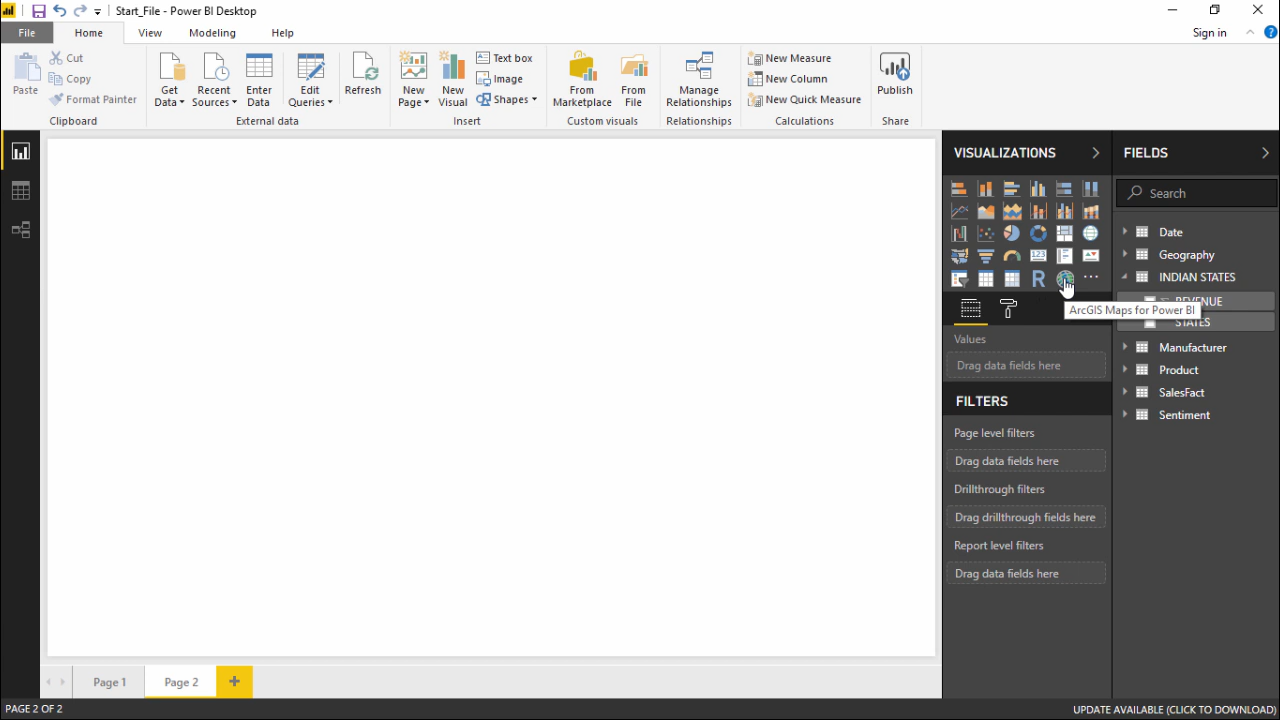 Start_File - Power BI Desktop
File
Home
View
Modeling
Help
Sign in
?
Paste
Cut
Copy
Format Painter
Clipboard
Get Data
Recent Sources
Enter Data
Edit Queries
Refresh
External data
New Page
New Visual
Text box
Image
Shapes
Insert
From Marketplace
From File
Custom visuals
Manage Relationships
Relationships
New Measure
New Column
New Quick Measure
Calculations
Publish
Share
VISUALIZATIONS
123
R
ArcGIS Maps for Power BI
Values
Drag data fields here
FILTERS
Page level filters
Drag data fields here
Drillthrough filters
Drag drillthrough fields here
Report level filters
Drag data fields here
FIELDS
Search
Date
Geography
INDIAN STATES
REVENUE
STATES
Manufacturer
Product
SalesFact
Sentiment
Page 1
Page 2
PAGE 2 OF 2
UPDATE AVAILABLE (CLICK TO DOWNLOAD)